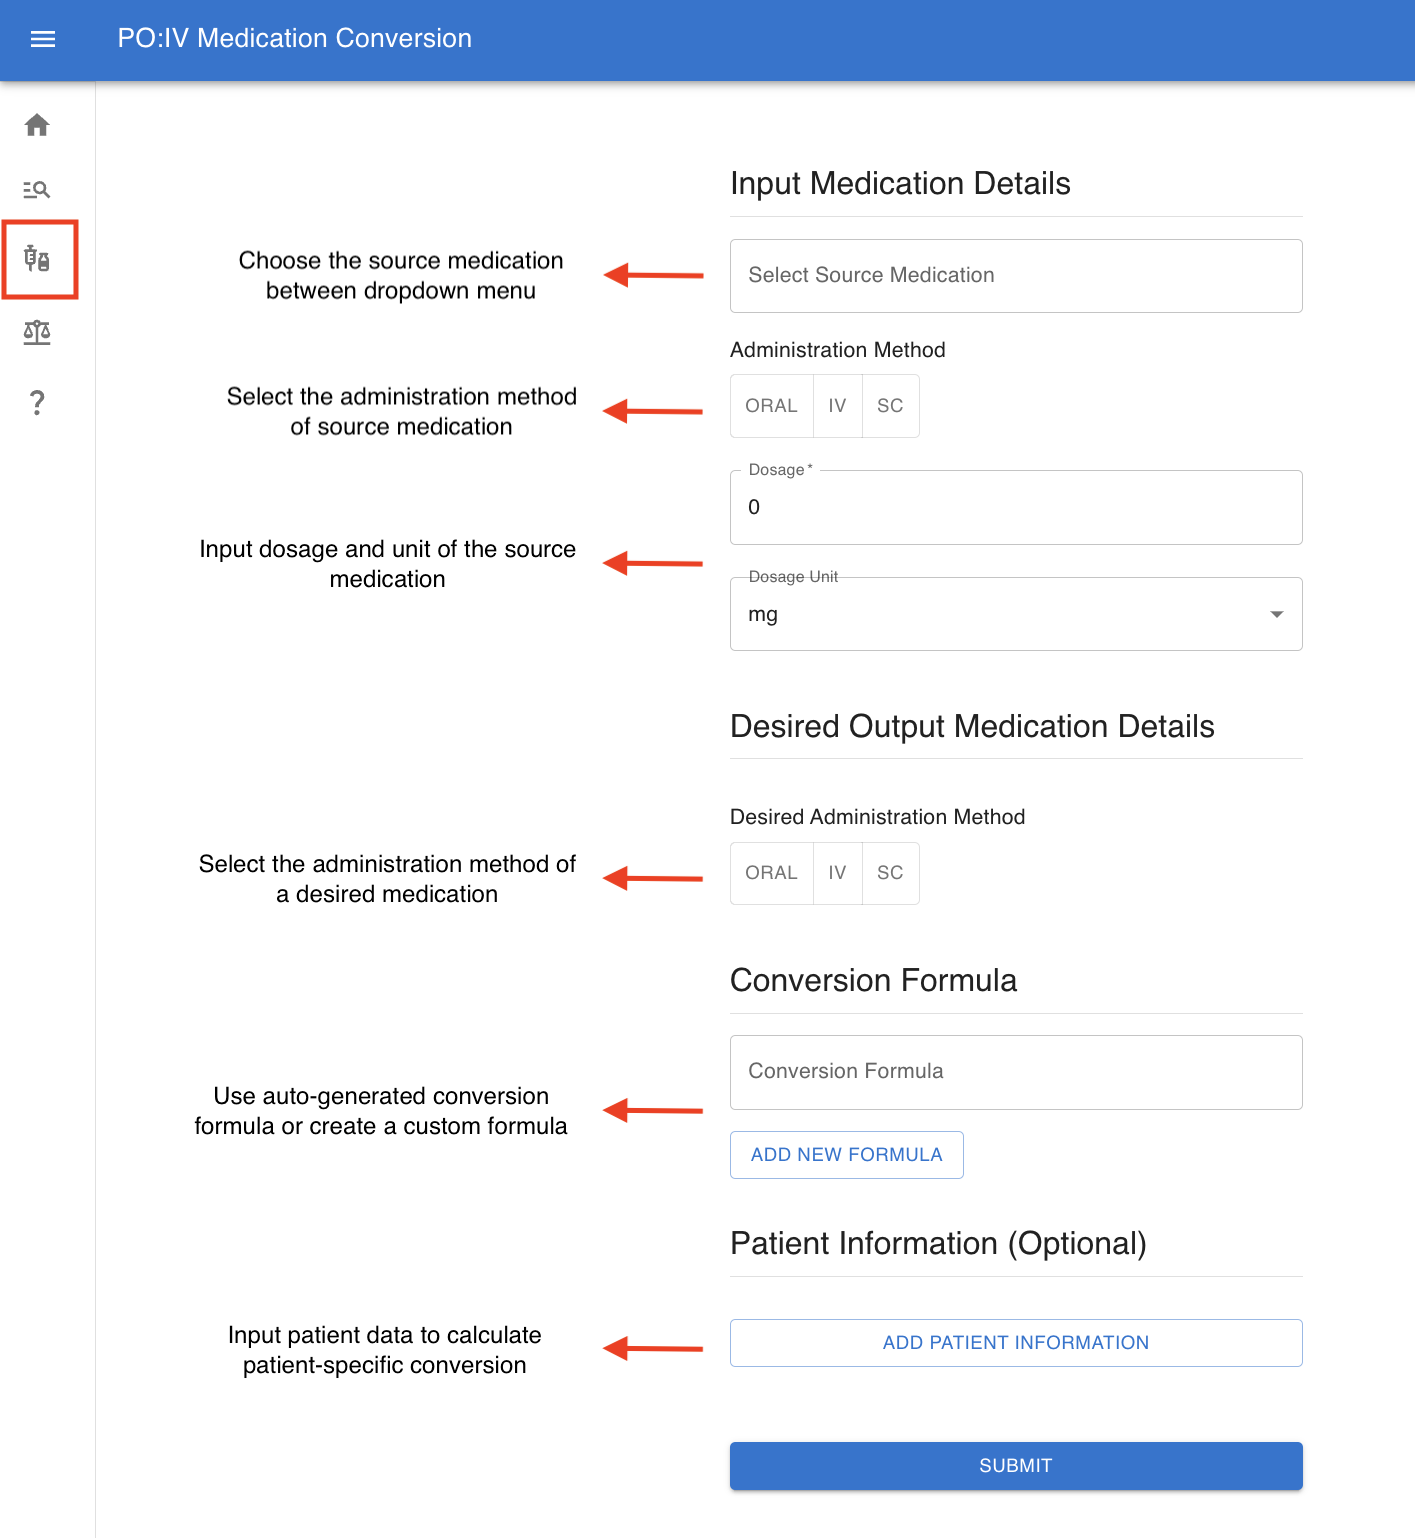 PO:IV Medication Conversion
Input Medication Details
Choose the source medication
between dropdown menu
Select Source Medication
Administration Method
Select the administration method
of source medication
ORAL IV SC
Dosage *
0
Input dosage and unit of the source
medication
Dosage Unit
mg
Desired Output Medication Details
Desired Administration Method
Select the administration method of
a desired medication
ORAL IV SC
Conversion Formula
Conversion Formula
Use auto-generated conversion
formula or create a custom formula
ADD NEW FORMULA
Patient Information (Optional)
Input patient data to calculate
patient-specific conversion
ADD PATIENT INFORMATION
SUBMIT